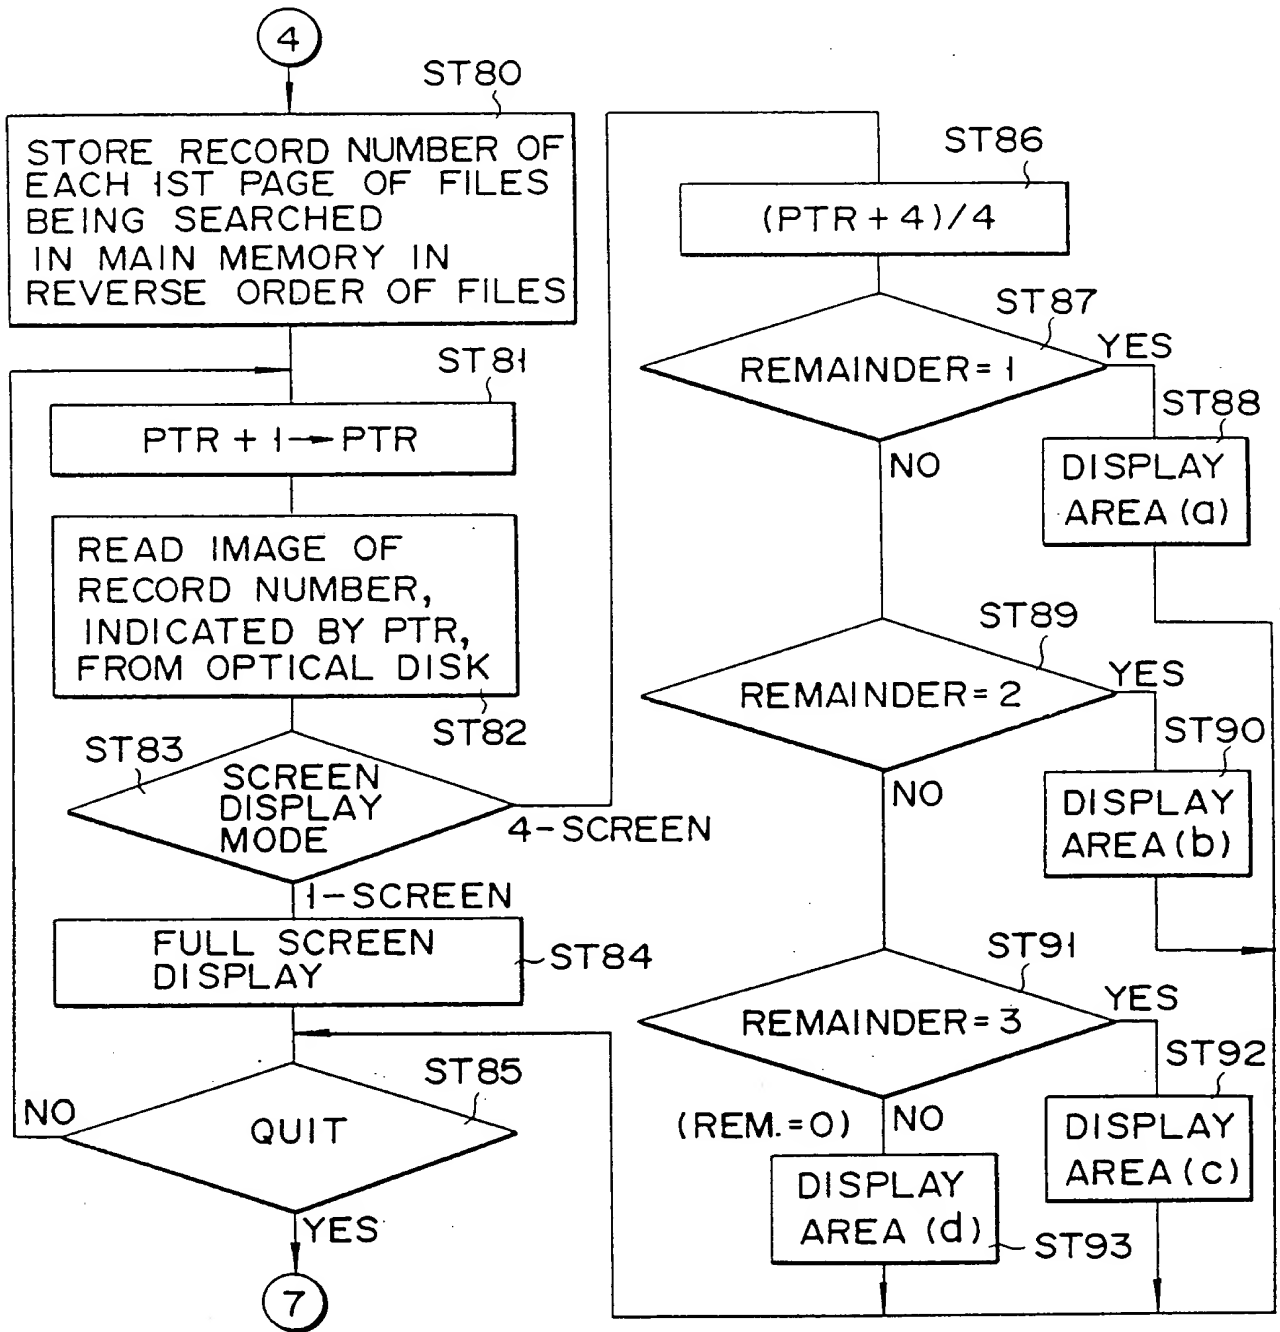 4
ST80
STORE RECORD NUMBER OF
EACH 1ST PAGE OF FILES
BEING SEARCHED
IN MAIN MEMORY IN
REVERSE ORDER OF FILES
ST81
PTR + 1 → PTR
READ IMAGE OF
RECORD NUMBER,
INDICATED BY PTR,
FROM OPTICAL DISK
ST82
ST83
SCREEN
DISPLAY
MODE
4-SCREEN
1-SCREEN
FULL SCREEN
DISPLAY
ST84
ST85
QUIT
NO
YES
7
ST86
(PTR + 4)/4
ST87
REMAINDER = 1
YES
NO
ST88
DISPLAY
AREA (a)
ST89
REMAINDER = 2
YES
NO
ST90
DISPLAY
AREA (b)
ST91
REMAINDER = 3
YES
(REM. = 0) NO
ST92
DISPLAY
AREA (c)
DISPLAY
AREA (d)
ST93